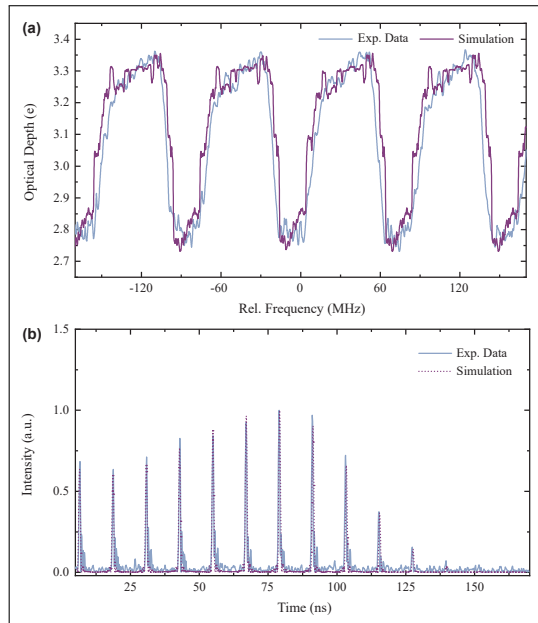 (a)
Exp. Data
Simulation
3.4
3.3
3.2
3.1
3.0
2.9
2.8
2.7
Optical Depth (e)
-120
-60
0
60
120
Rel. Frequency (MHz)
(b)
1.5
Exp. Data
Simulation
1.0
0.5
0.0
Intensity (a.u.)
25
50
75
100
125
150
Time (ns)